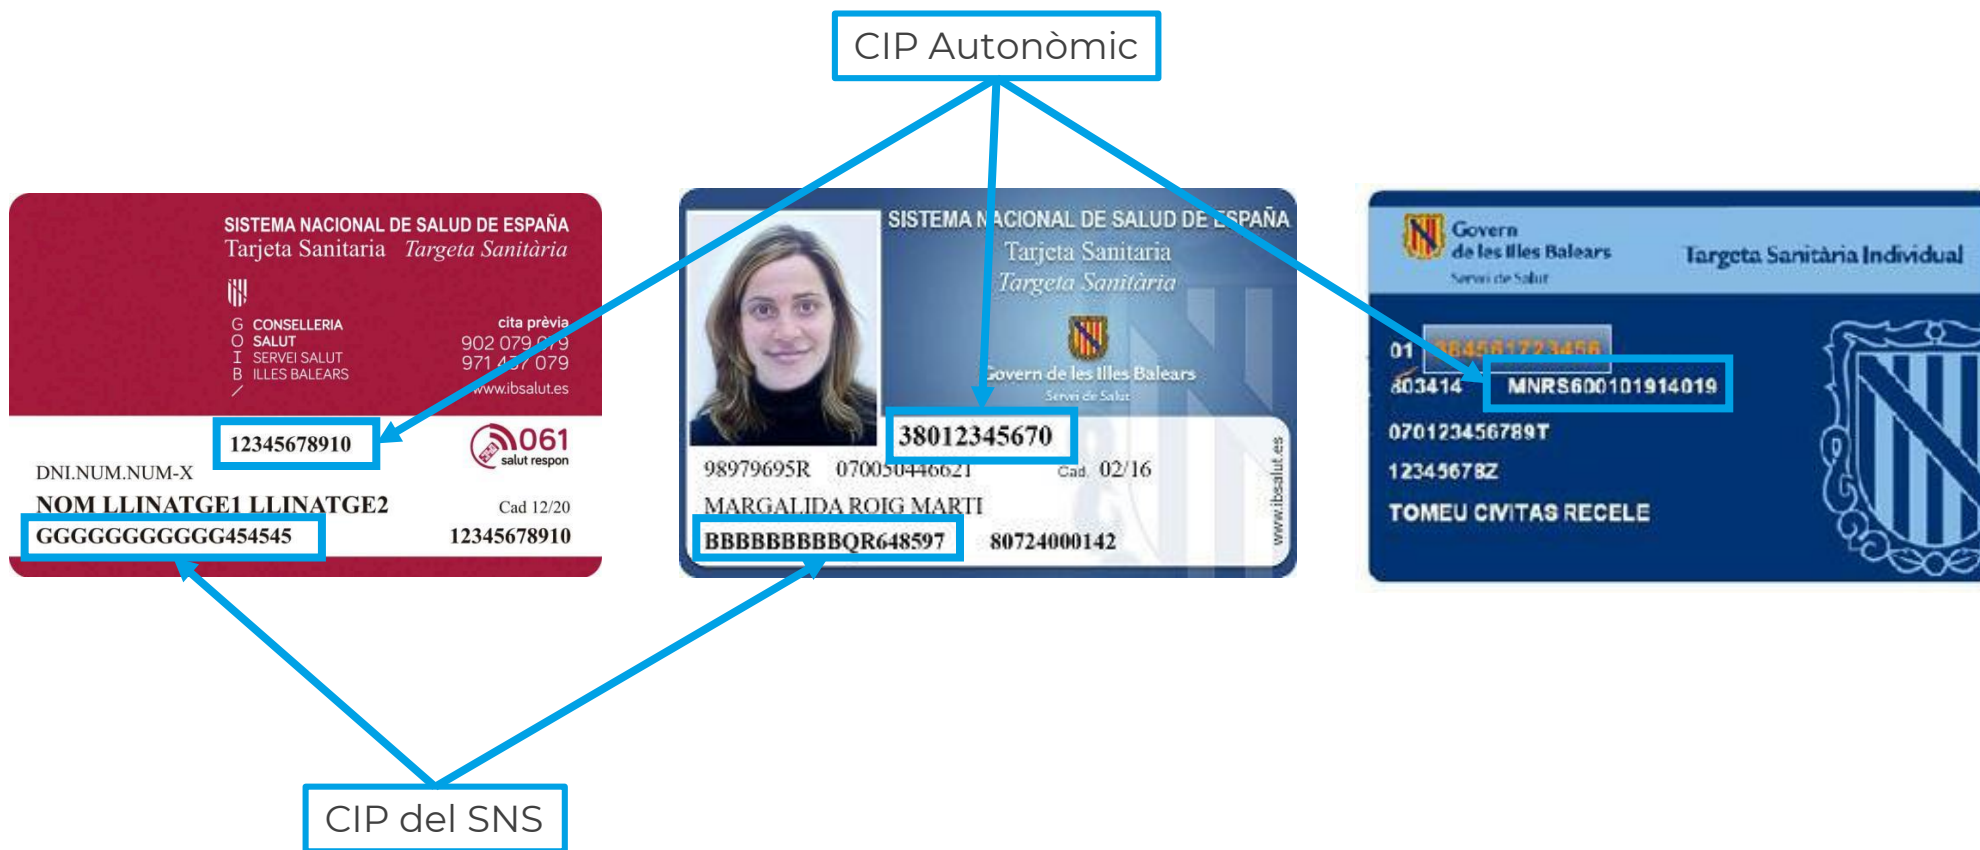 CIP Autonòmic
SISTEMA NACIONAL DE SALUD DE ESPAÑA
Tarjeta Sanitaria Targeta Sanitària
G CONSELLERIA
O SALUT
I SERVEI SALUT
B ILLES BALEARS
/
cita prèvia
902 079 079
971 437 079
www.ibsalut.es
12345678910
061
salut respon
DNI.NUM.NUM-X
NOM LLINATGE1 LLINATGE2
Cad 12/20
GGGGGGGGGGG454545
12345678910
SISTEMA NACIONAL DE SALUD DE ESPAÑA
Tarjeta Sanitaria
Targeta Sanitària
Govern de les Illes Balears
Servei de Salut
38012345670
98979695R 070050446621 Cad. 02/16
MARGALIDA ROIG MARTI
BBBBBBBBBQR648597 80724000142
www.ibsalut.es
Govern
de les Illes Balears
Servei de Salut
Targeta Sanitària Individual
01 384561723456
803414 MNRS600101914019
070123456789T
12345678Z
TOMEU CIVITAS RECELE
CIP del SNS